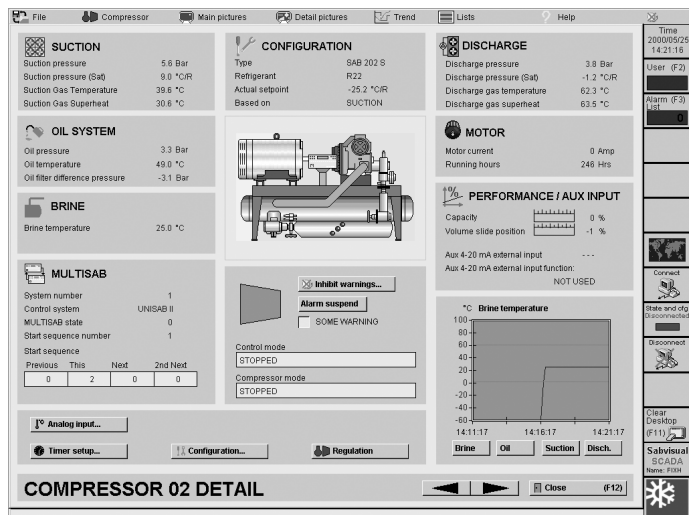 File Compressor Main pictures Detail pictures Trend Lists Help
Time
2000/05/25
14:21:16
User (F2)
Alarm (F3)
List
0
Connect
State and cfg
Disconnected
Disconnect
Clear
Desktop
(F11)
Sabvisual
SCADA
Name: FIXH
SUCTION
Suction pressure 5.6 Bar
Suction pressure (Sat) 9.0 °C/R
Suction Gas Temperature 39.6 °C
Suction Gas Superheat 30.6 °C
CONFIGURATION
Type SAB 202 S
Refrigerant R22
Actual setpoint -25.2 °C/R
Based on SUCTION
DISCHARGE
Discharge pressure 3.8 Bar
Discharge pressure (Sat) -1.2 °C/R
Discharge gas temperature 62.3 °C
Discharge gas superheat 63.5 °C
OIL SYSTEM
Oil pressure 3.3 Bar
Oil temperature 49.0 °C
Oil filter difference pressure -3.1 Bar
MOTOR
Motor current 0 Amp
Running hours 246 Hrs
BRINE
Brine temperature 25.0 °C
PERFORMANCE / AUX INPUT
Capacity 0 %
Volume slide position -1 %
Aux 4-20 mA external input ---
Aux 4-20 mA external input function:
NOT USED
MULTISAB
System number 1
Control system UNISAB II
MULTISAB state 0
Start sequence number 1
Start sequence
Previous This Next 2nd Next
0 2 0 0
Inhibit warnings...
Alarm suspend
SOME WARNING
Control mode
STOPPED
Compressor mode
STOPPED
°C Brine temperature
100
80
60
40
20
0
-20
-40
-60
14:11:17 14:16:17 14:21:17
Brine Oil Suction Disch.
Analog input...
Timer setup... Configuration... Regulation
COMPRESSOR 02 DETAIL
Close (F12)